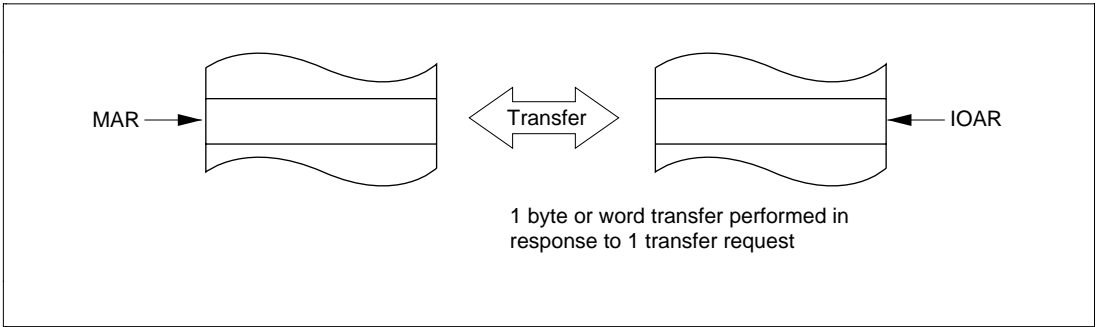 MAR
Transfer
IOAR
1 byte or word transfer performed in
response to 1 transfer request